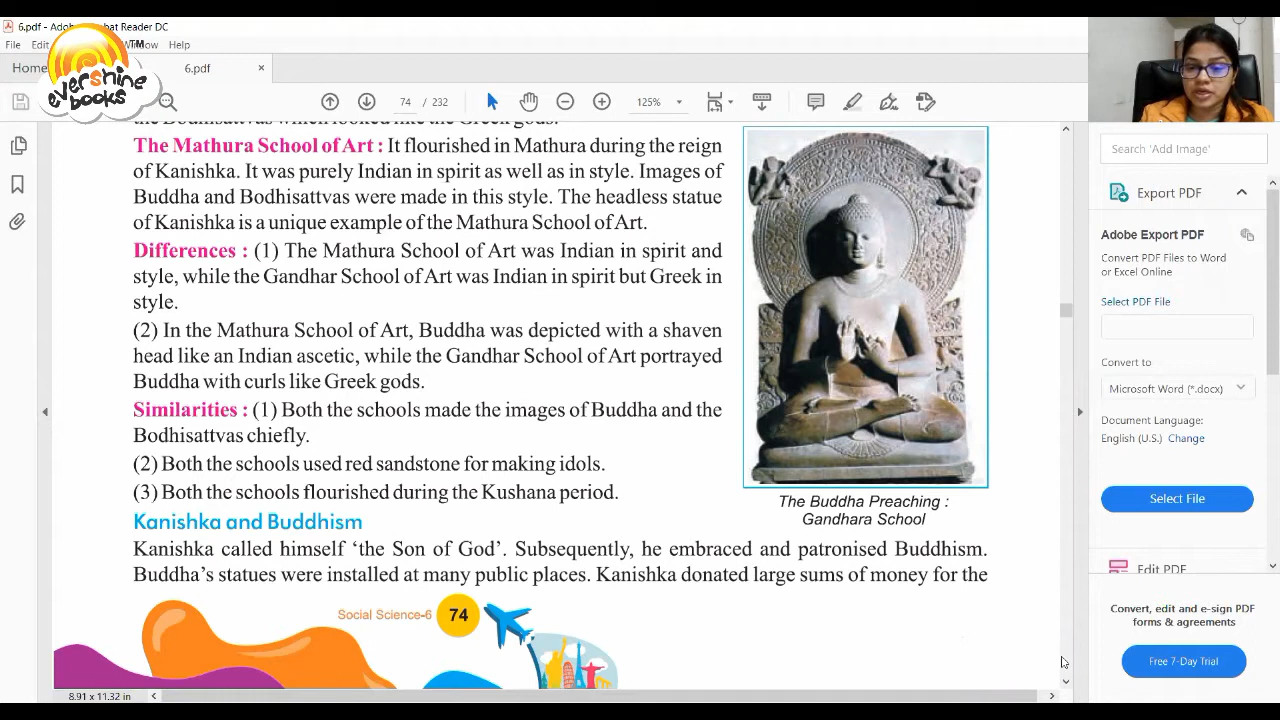 6.pdf - Adobe Acrobat Reader DC
File Edit Window Help
TM
evershine
books
Home
6.pdf ×
74 / 232
125%
the Bodhisattvas which looked like the Greek gods.
The Mathura School of Art : It flourished in Mathura during the reign
of Kanishka. It was purely Indian in spirit as well as in style. Images of
Buddha and Bodhisattvas were made in this style. The headless statue
of Kanishka is a unique example of the Mathura School of Art.
Differences : (1) The Mathura School of Art was Indian in spirit and
style, while the Gandhar School of Art was Indian in spirit but Greek in
style.
(2) In the Mathura School of Art, Buddha was depicted with a shaven
head like an Indian ascetic, while the Gandhar School of Art portrayed
Buddha with curls like Greek gods.
Similarities : (1) Both the schools made the images of Buddha and the
Bodhisattvas chiefly.
(2) Both the schools used red sandstone for making idols.
(3) Both the schools flourished during the Kushana period.
The Buddha Preaching :
Gandhara School
Kanishka and Buddhism
Kanishka called himself ‘the Son of God’. Subsequently, he embraced and patronised Buddhism.
Buddha’s statues were installed at many public places. Kanishka donated large sums of money for the
Social Science-6 74
8.91 x 11.32 in
Search 'Add Image'
Export PDF
Adobe Export PDF
Convert PDF Files to Word
or Excel Online
Select PDF File
Convert to
Microsoft Word (*.docx)
Document Language:
English (U.S.) Change
Select File
Edit PDF
Convert, edit and e-sign PDF
forms & agreements
Free 7-Day Trial